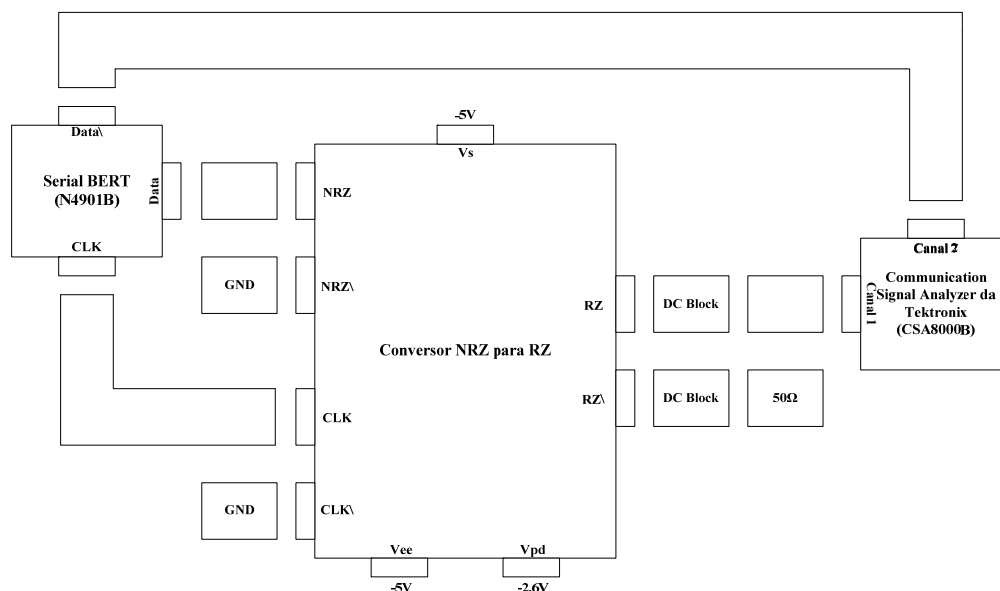 -5V
Vs
Data\
Serial BERT
(N4901B)
Data
CLK
NRZ
GND
NRZ\
Conversor NRZ para RZ
CLK
GND
CLK\
Vee
-5V
Vpd
-2.6V
RZ
DC Block
RZ\
DC Block
50Ω
Canal 2
Canal 1
Communication
Signal Analyzer da
Tektronix
(CSA8000B)